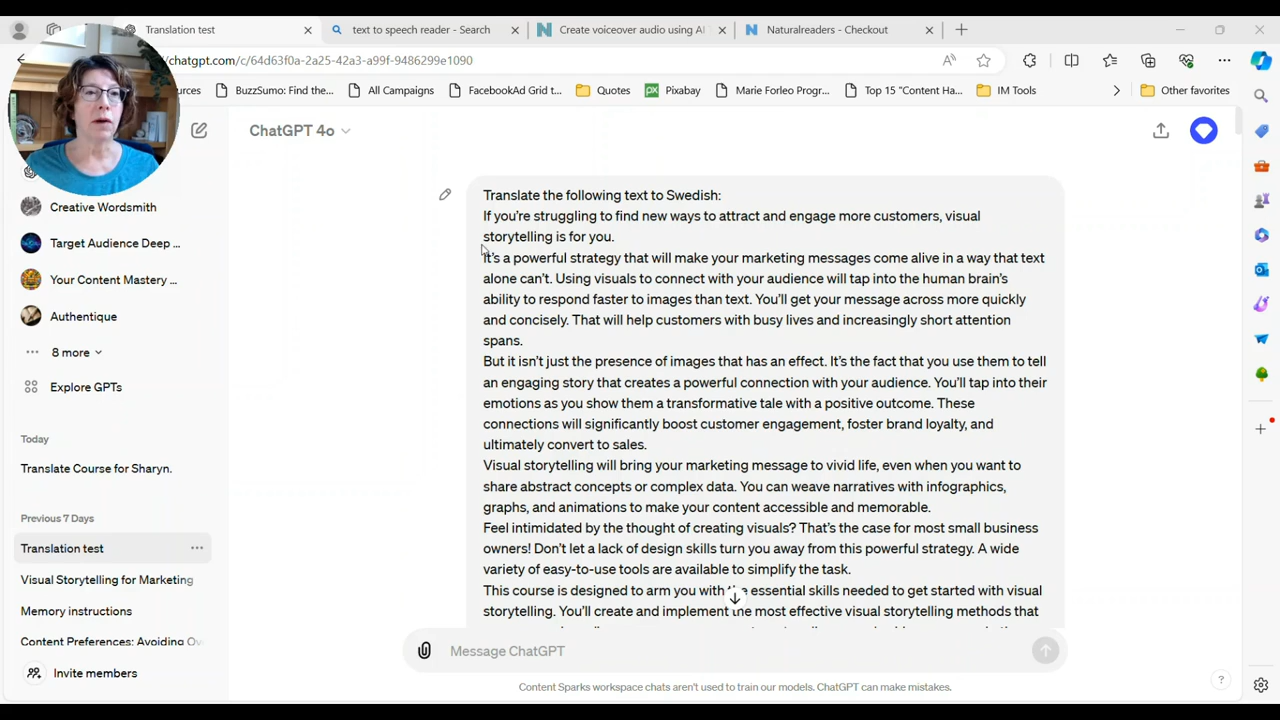 Translation test
text to speech reader - Search
Create voiceover audio using AI
Naturalreaders - Checkout
/chatgpt.com/c/64d63f0a-2a25-42a3-a99f-9486299e1090
BuzzSumo: Find the...
All Campaigns
FacebookAd Grid t...
Quotes
Pixabay
Marie Forleo Progr...
Top 15 "Content Ha...
IM Tools
Other favorites
ChatGPT 4o
Creative Wordsmith
Target Audience Deep ...
Your Content Mastery ...
Authentique
8 more
Explore GPTs
Today
Translate Course for Sharyn.
Previous 7 Days
Translation test
Visual Storytelling for Marketing
Memory instructions
Content Preferences: Avoiding Ov
Invite members
Translate the following text to Swedish:
If you're struggling to find new ways to attract and engage more customers, visual
storytelling is for you.
It's a powerful strategy that will make your marketing messages come alive in a way that text
alone can't. Using visuals to connect with your audience will tap into the human brain's
ability to respond faster to images than text. You'll get your message across more quickly
and concisely. That will help customers with busy lives and increasingly short attention
spans.
But it isn't just the presence of images that has an effect. It's the fact that you use them to tell
an engaging story that creates a powerful connection with your audience. You'll tap into their
emotions as you show them a transformative tale with a positive outcome. These
connections will significantly boost customer engagement, foster brand loyalty, and
ultimately convert to sales.
Visual storytelling will bring your marketing message to vivid life, even when you want to
share abstract concepts or complex data. You can weave narratives with infographics,
graphs, and animations to make your content accessible and memorable.
Feel intimidated by the thought of creating visuals? That's the case for most small business
owners! Don't let a lack of design skills turn you away from this powerful strategy. A wide
variety of easy-to-use tools are available to simplify the task.
This course is designed to arm you with the essential skills needed to get started with visual
storytelling. You'll create and implement the most effective visual storytelling methods that
Message ChatGPT
Content Sparks workspace chats aren't used to train our models. ChatGPT can make mistakes.